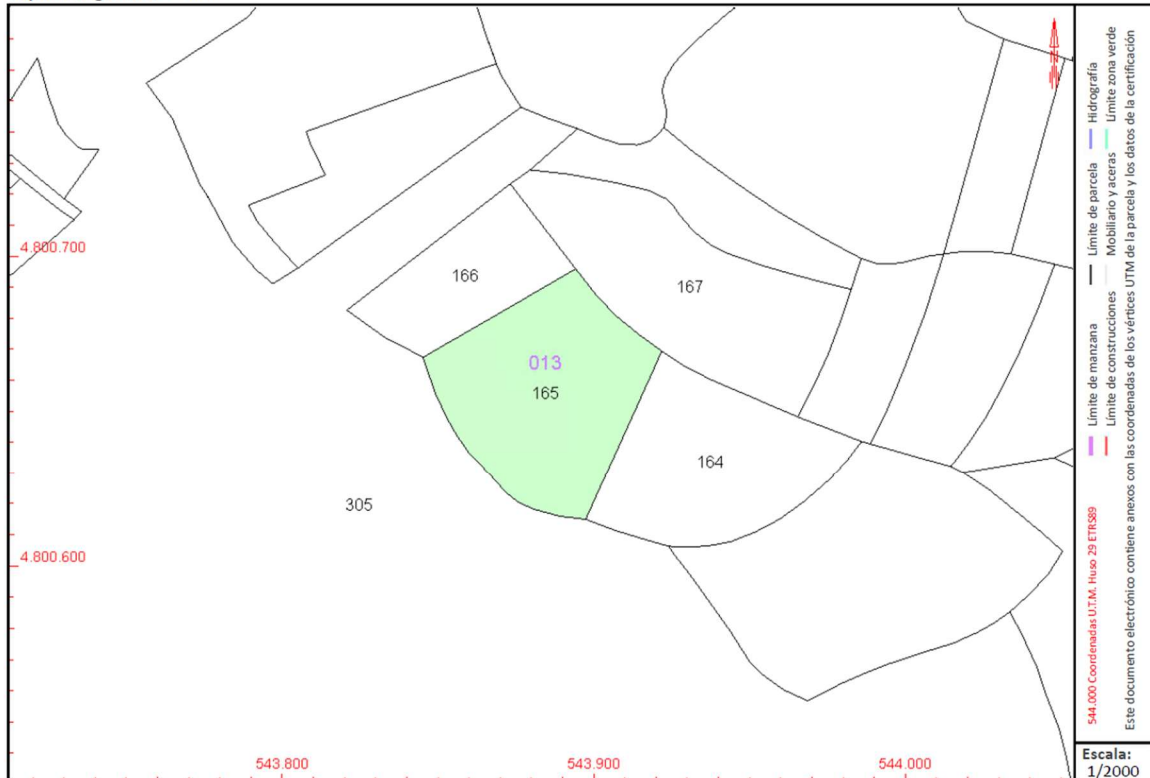 4.800.700
166
167
013
165
164
305
4.800.600
543.800
543.900
544.000
544.000 Coordenadas U.T.M. Huso 29 ETRS89
Límite de manzana
Límite de parcela
Hidrografía
Límite de construcciones
Mobiliario y aceras
Límite zona verde
Este documento electrónico contiene anexos con las coordenadas de los vértices UTM de la parcela y los datos de la certificación
Escala:
1/2000